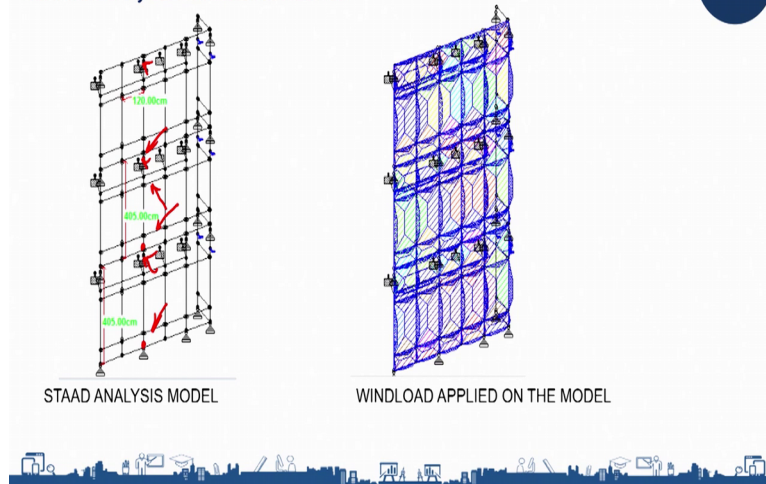 120.00cm
405.00cm
405.00cm
STAAD ANALYSIS MODEL
WINDLOAD APPLIED ON THE MODEL